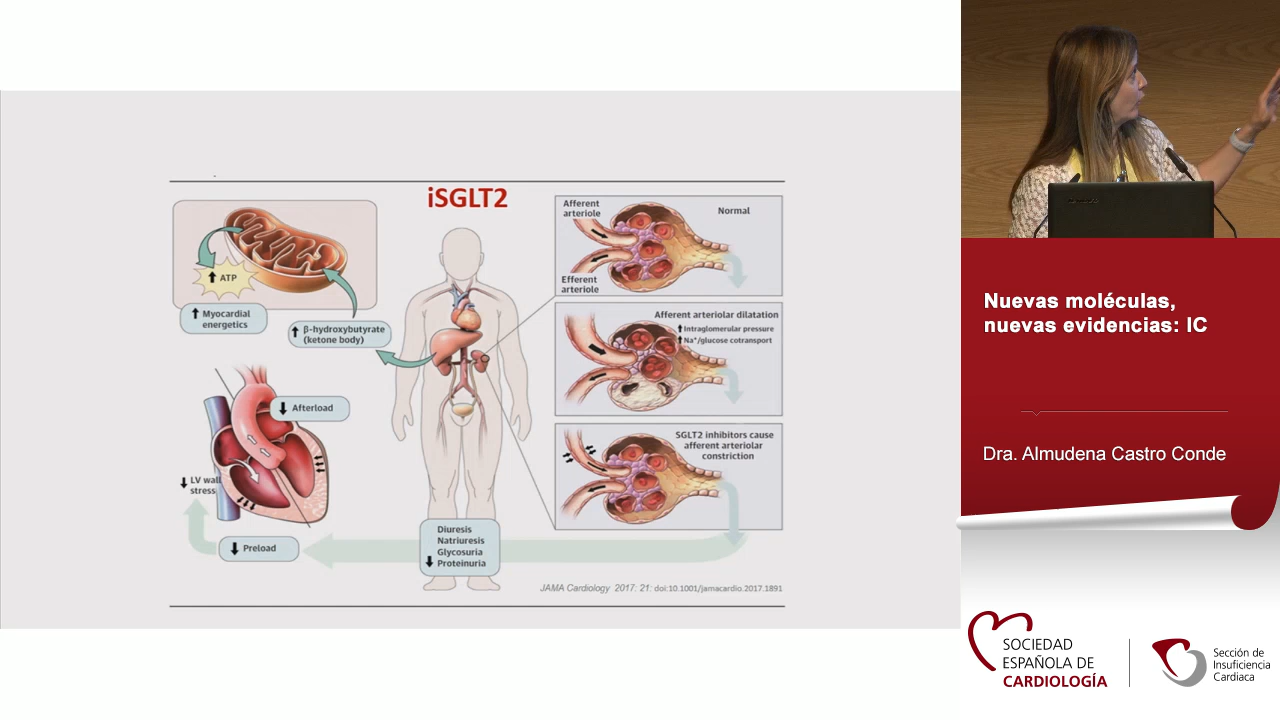 iSGLT2
ATP
Myocardial
energetics
β-hydroxybutyrate
(ketone body)
Afterload
LV wall
stress
Preload
Diuresis
Natriuresis
Glycosuria
Proteinuria
Afferent
arteriole
Normal
Efferent
arteriole
Afferent arteriolar dilatation
Intraglomerular pressure
Na⁺/glucose cotransport
SGLT2 inhibitors cause
afferent arteriolar
constriction
JAMA Cardiology 2017: 21: doi:10.1001/jamacardio.2017.1891
Nuevas moléculas,
nuevas evidencias: IC
Dra. Almudena Castro Conde
SOCIEDAD
ESPAÑOLA DE
CARDIOLOGÍA
Sección de
Insuficiencia
Cardiaca